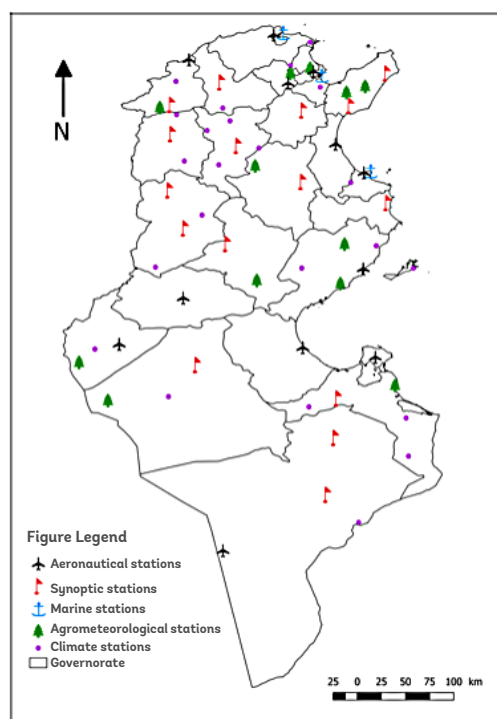 N
Figure Legend
Aeronautical stations
Synoptic stations
Marine stations
Agrometeorological stations
Climate stations
Governorate
25 0 25 50 75 100 km